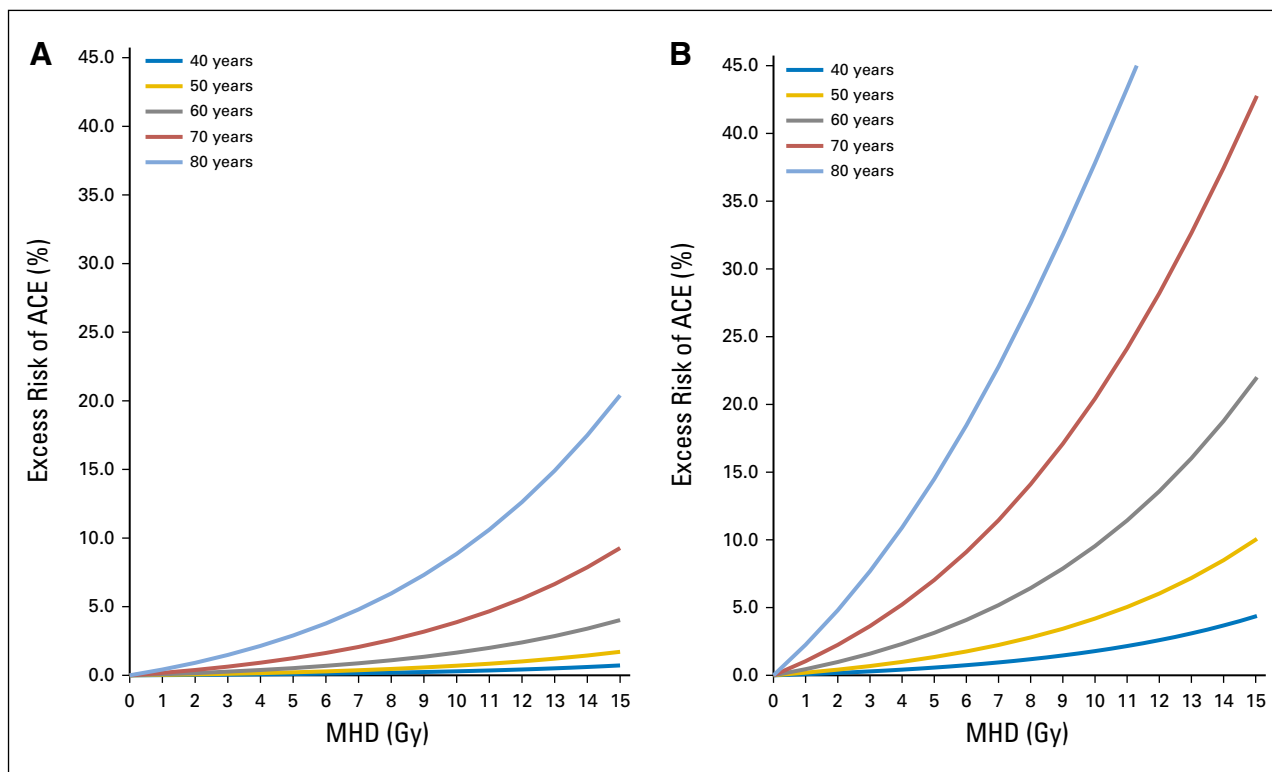 A
Excess Risk of ACE (%)
45.0
40.0
35.0
30.0
25.0
20.0
15.0
10.0
5.0
0.0
40 years
50 years
60 years
70 years
80 years
0 1 2 3 4 5 6 7 8 9 10 11 12 13 14 15
MHD (Gy)
B
Excess Risk of ACE (%)
45.0
40.0
35.0
30.0
25.0
20.0
15.0
10.0
5.0
0.0
40 years
50 years
60 years
70 years
80 years
0 1 2 3 4 5 6 7 8 9 10 11 12 13 14 15
MHD (Gy)